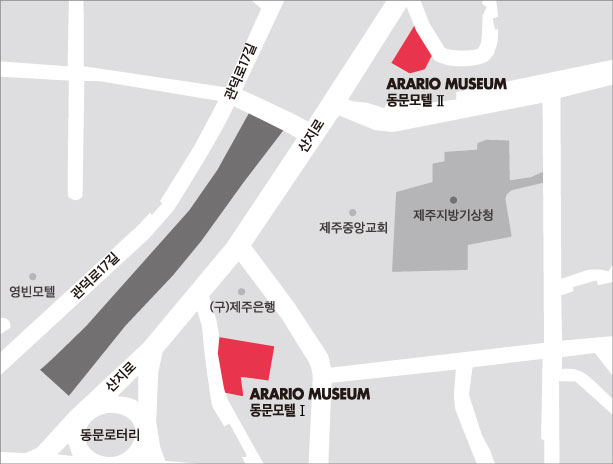 관덕로17길
ARARIO MUSEUM
동문모텔 Ⅱ
산지로
제주지방기상청
제주중앙교회
관덕로17길
영빈모텔
(구)제주은행
산지로
ARARIO MUSEUM
동문모텔 Ⅰ
동문로터리